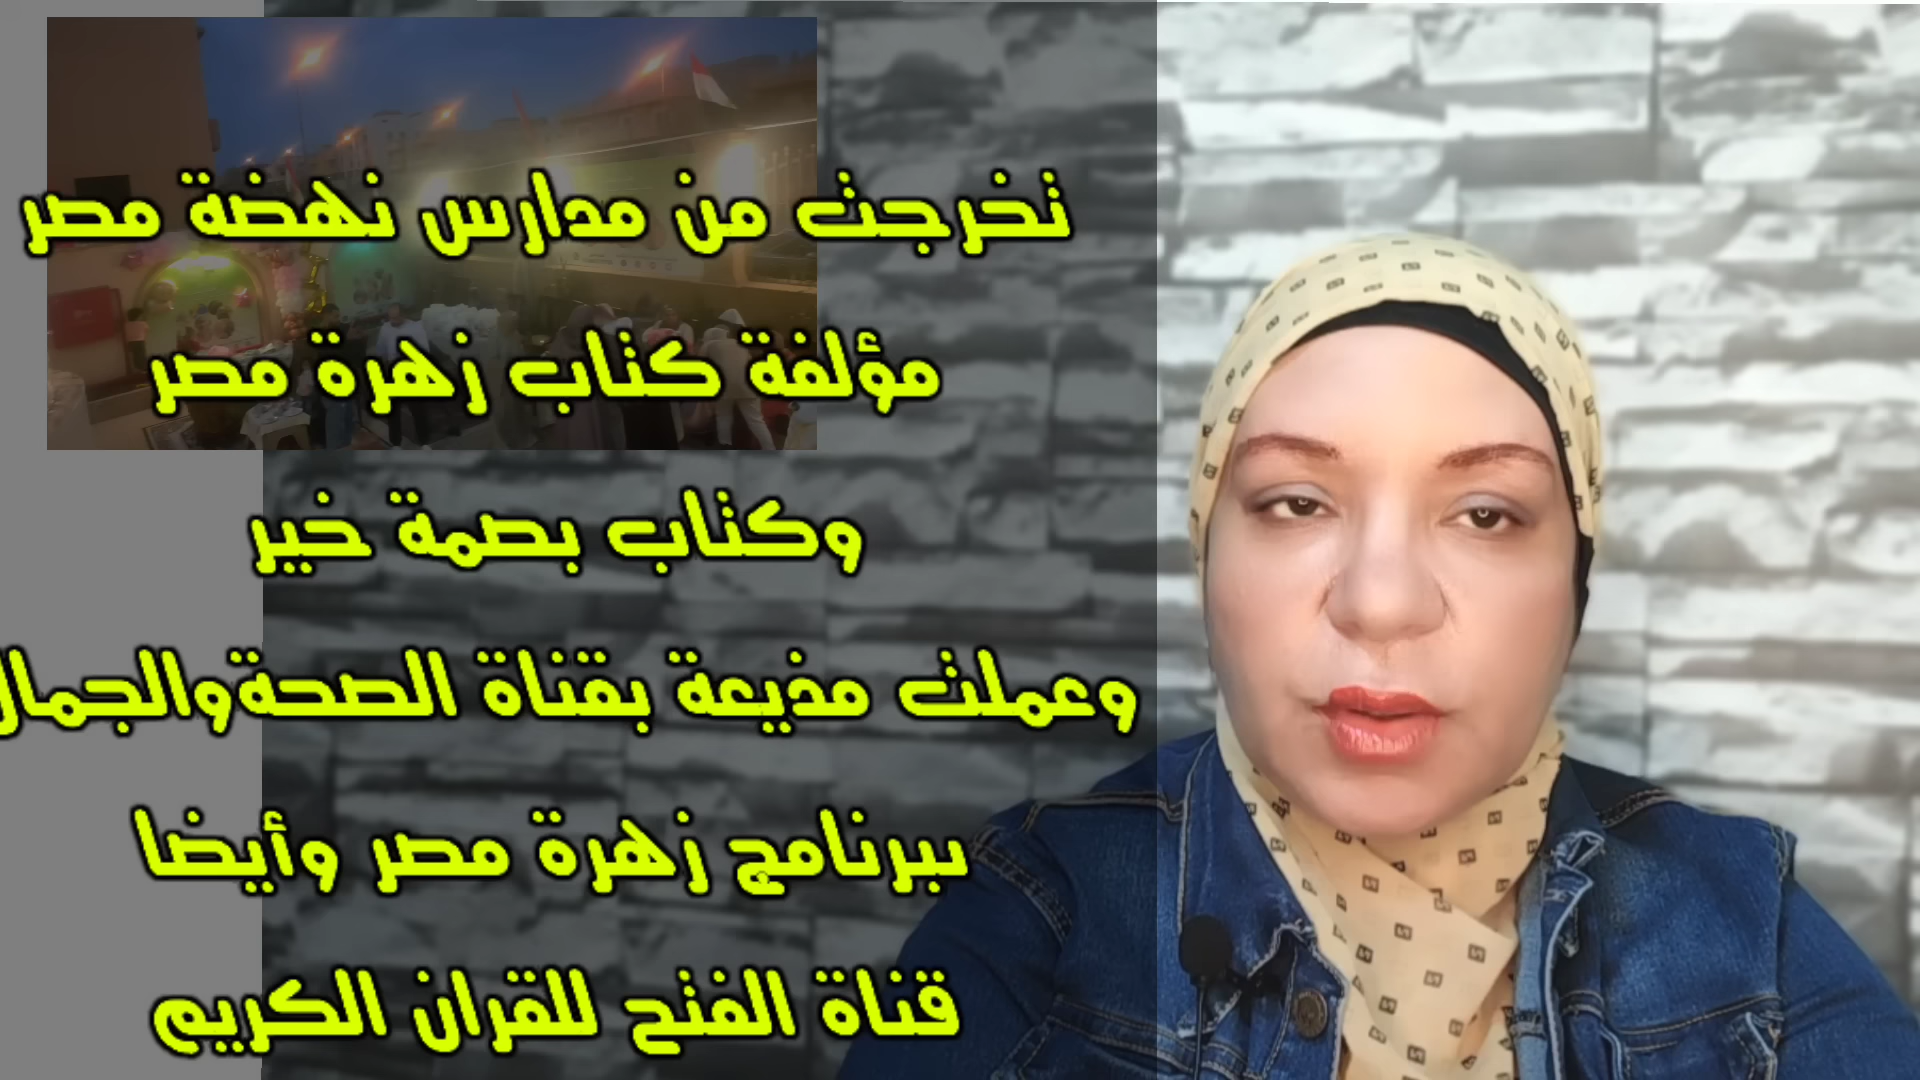 تخرجت من مدارس نهضة مصر
مؤلفة كتاب زهرة مصر
وكتاب بصمة خير
وعملت مذيعة بقناة الصحةوالجمال
ببرنامج زهرة مصر وأيضا
قناة الفتح للقران الكريم